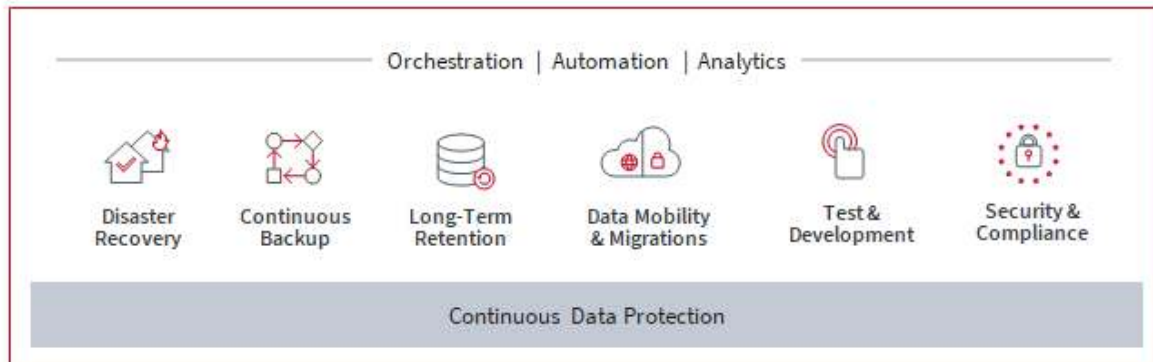 Orchestration | Automation | Analytics
Disaster
Recovery
Continuous
Backup
Long-Term
Retention
Data Mobility
& Migrations
Test &
Development
Security &
Compliance
Continuous Data Protection